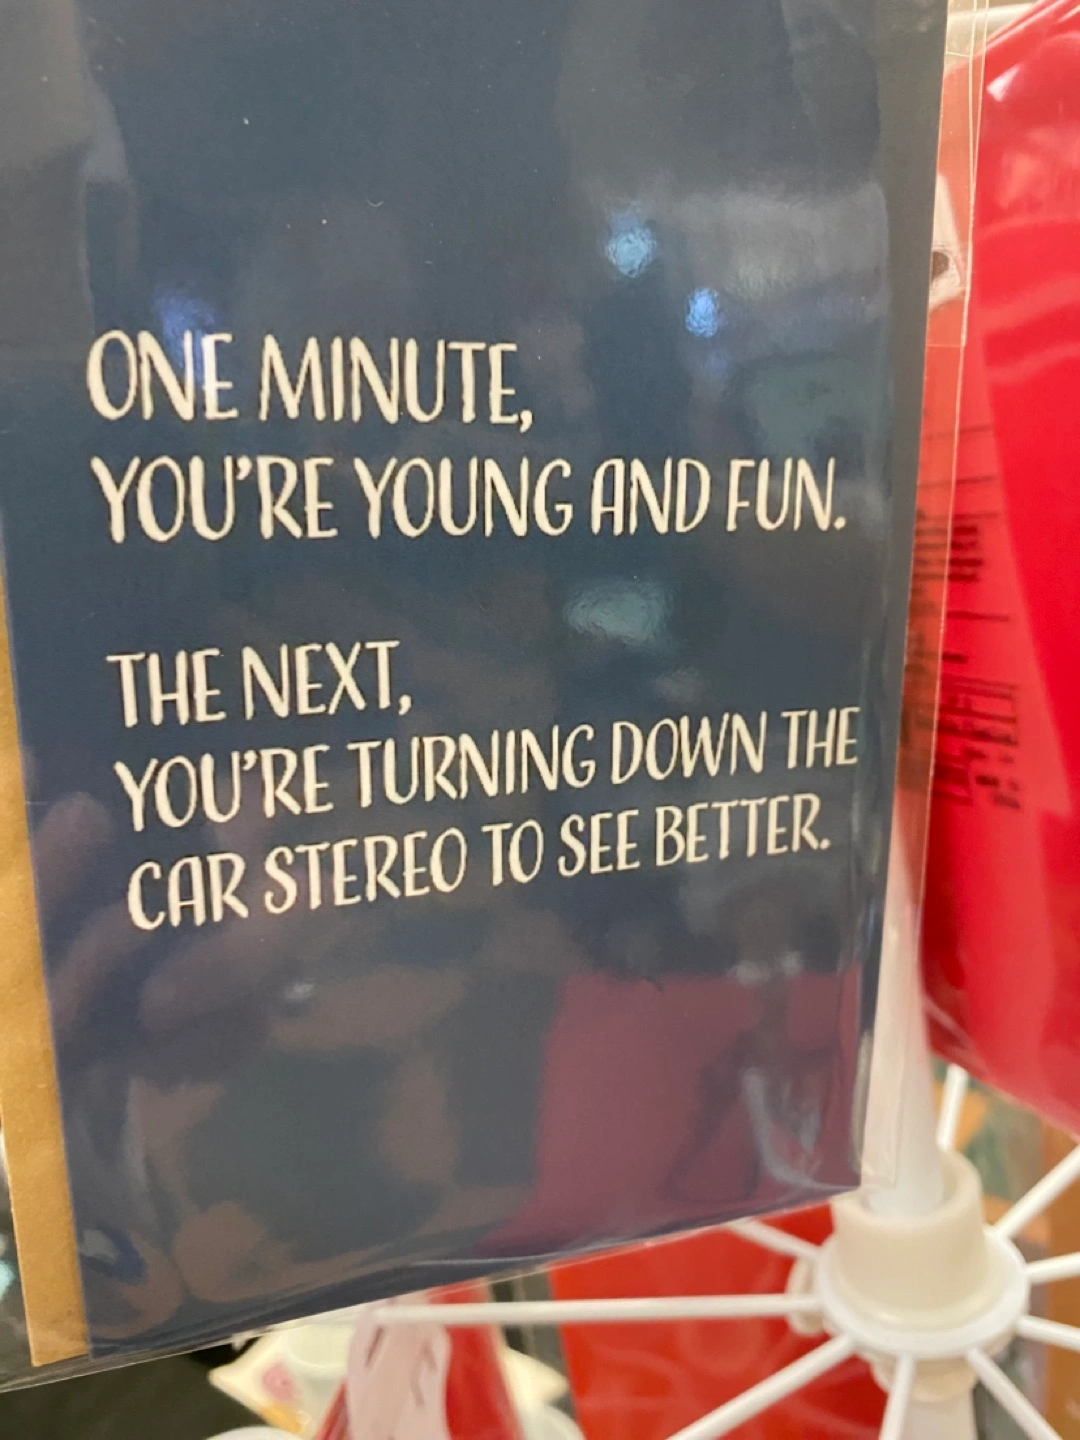 ONE MINUTE,
YOU'RE YOUNG AND FUN.
THE NEXT,
YOU'RE TURNING DOWN THE
CAR STEREO TO SEE BETTER.